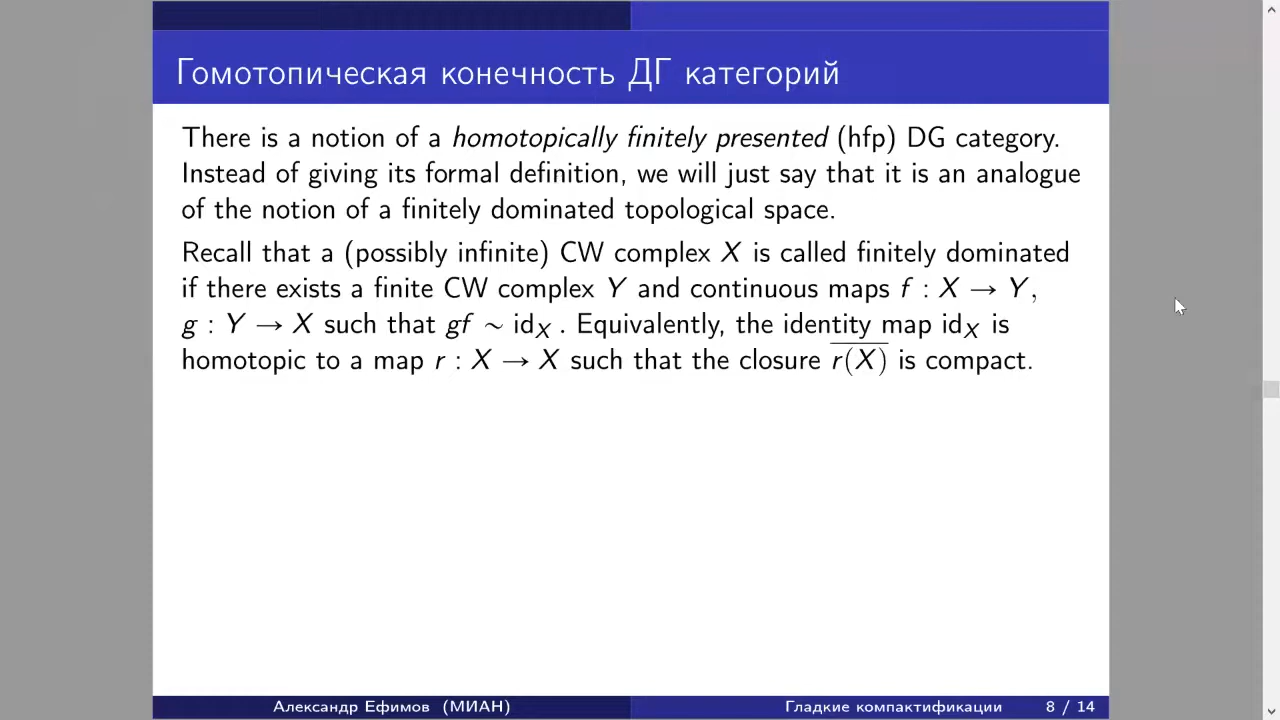 Гомотопическая конечность ДГ категорий
There is a notion of a homotopically finitely presented (hfp) DG category.
Instead of giving its formal definition, we will just say that it is an analogue
of the notion of a finitely dominated topological space.
Recall that a (possibly infinite) CW complex X is called finitely dominated
if there exists a finite CW complex Y and continuous maps f : X → Y,
g : Y → X such that gf ∼ id_X . Equivalently, the identity map id_X is
homotopic to a map r : X → X such that the closure \overline{r(X)} is compact.
Александр Ефимов (МИАН) Гладкие компактификации 8 / 14